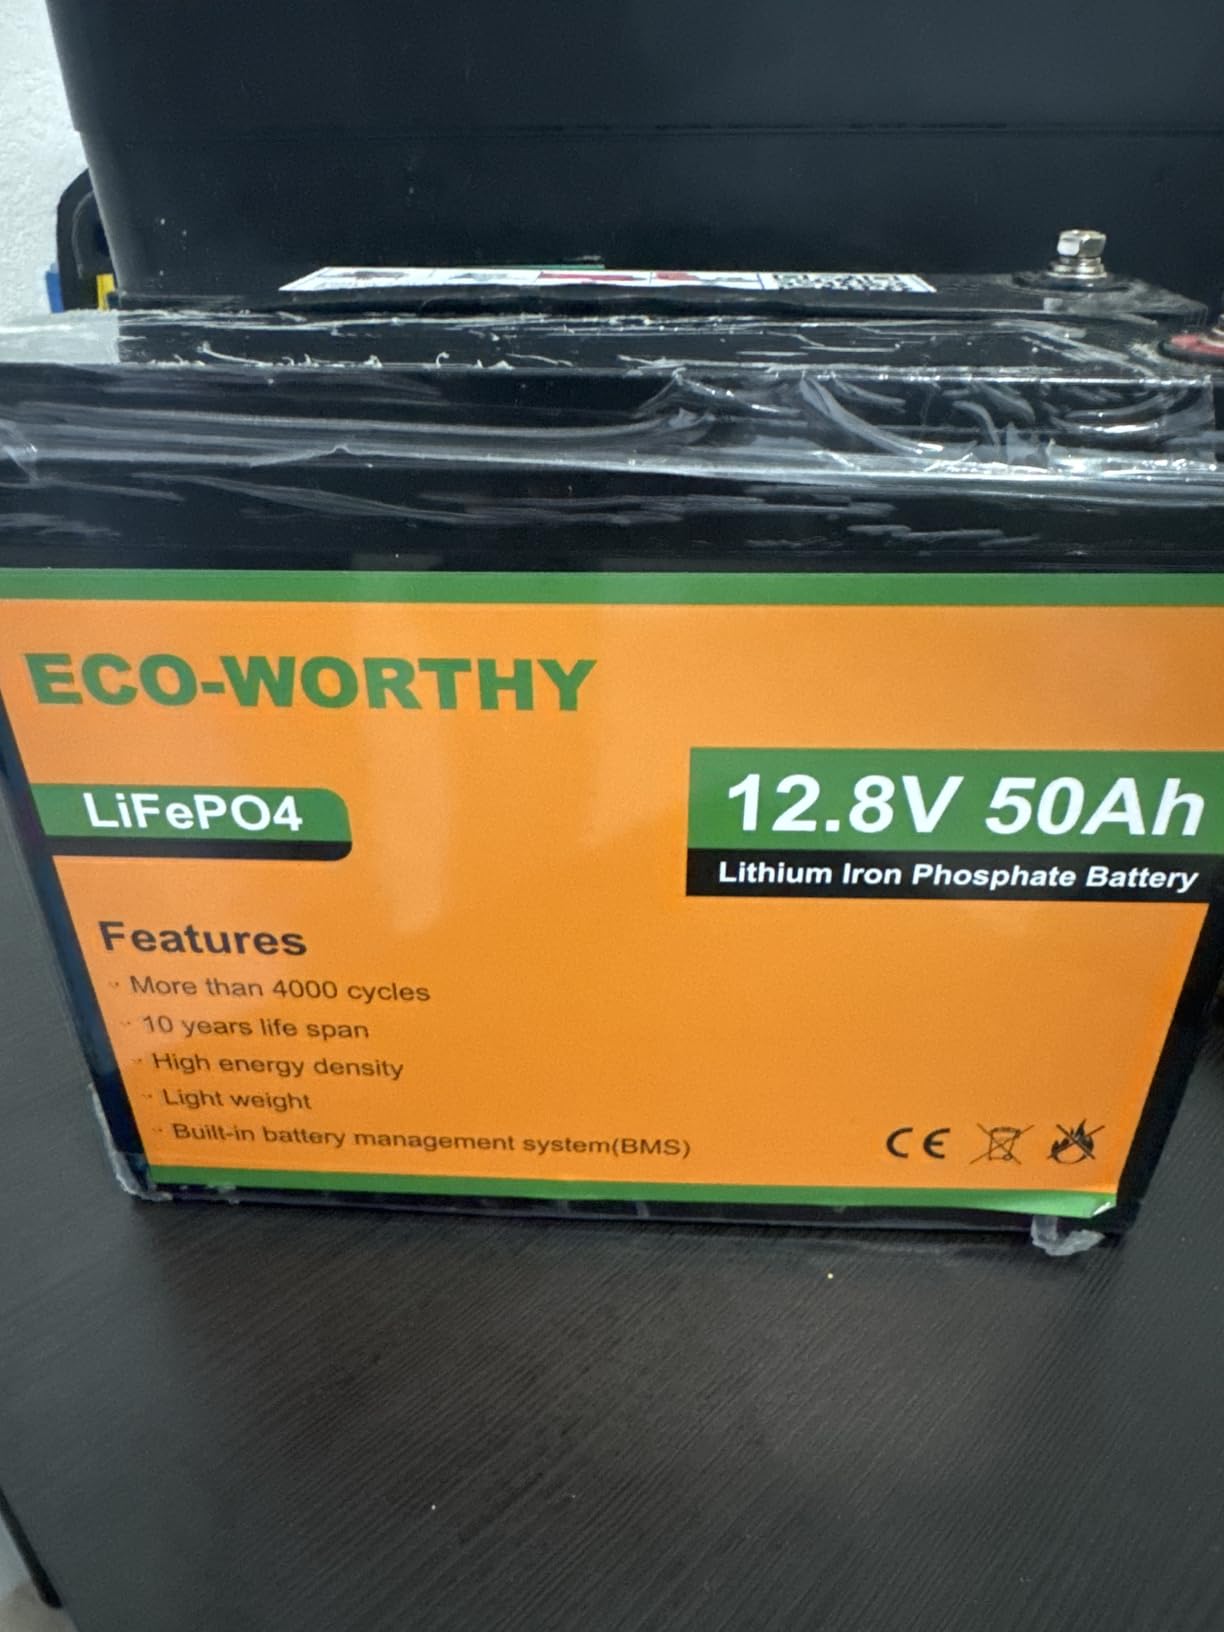 ECO-WORTHY
LiFePO4
12.8V 50Ah
Lithium Iron Phosphate Battery
Features
More than 4000 cycles
10 years life span
High energy density
Light weight
Built-in battery management system(BMS)
CE